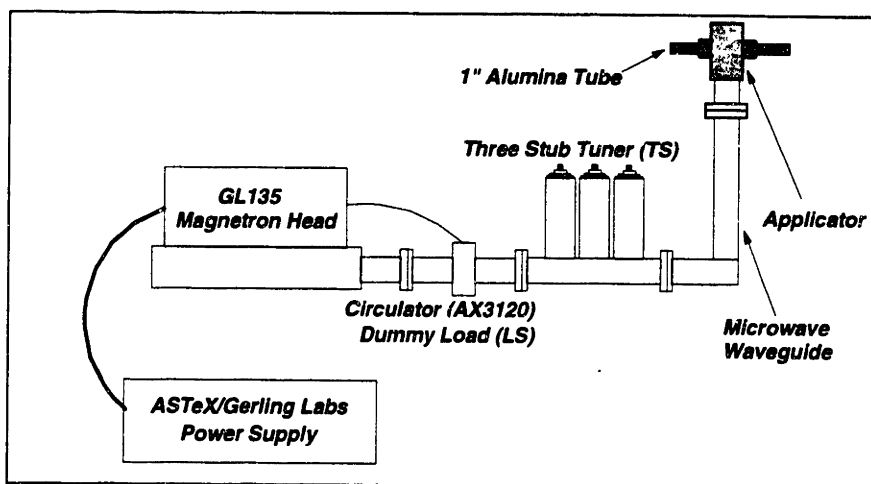 1" Alumina Tube
Three Stub Tuner (TS)
GL135
Magnetron Head
Applicator
Circulator (AX3120)
Dummy Load (LS)
Microwave
Waveguide
ASTeX/Gerling Labs
Power Supply